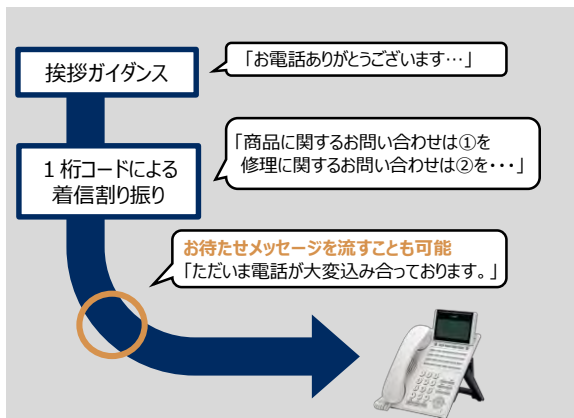 挨拶ガイダンス
「お電話ありがとうございます…」
１桁コードによる
着信割り振り
「商品に関するお問い合わせは①を
修理に関するお問い合わせは②を・・・」
お待たせメッセージを流すことも可能
「ただいま電話が大変込み合っております。」